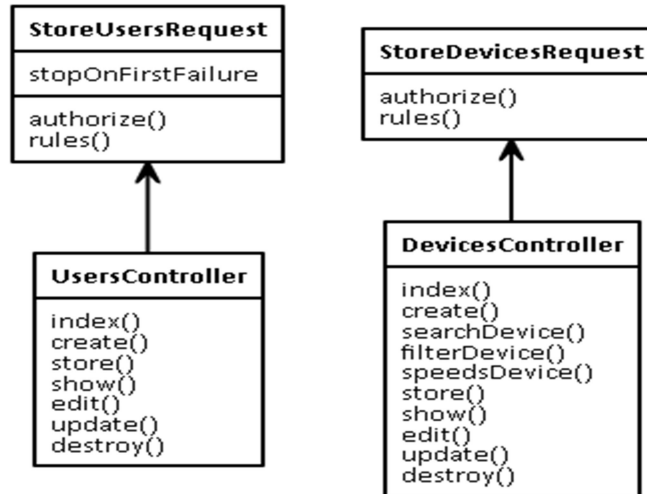 StoreUsersRequest
stopOnFirstFailure
authorize()
rules()
UsersController
index()
create()
store()
show()
edit()
update()
destroy()
StoreDevicesRequest
authorize()
rules()
DevicesController
index()
create()
searchDevice()
filterDevice()
speedsDevice()
store()
show()
edit()
update()
destroy()